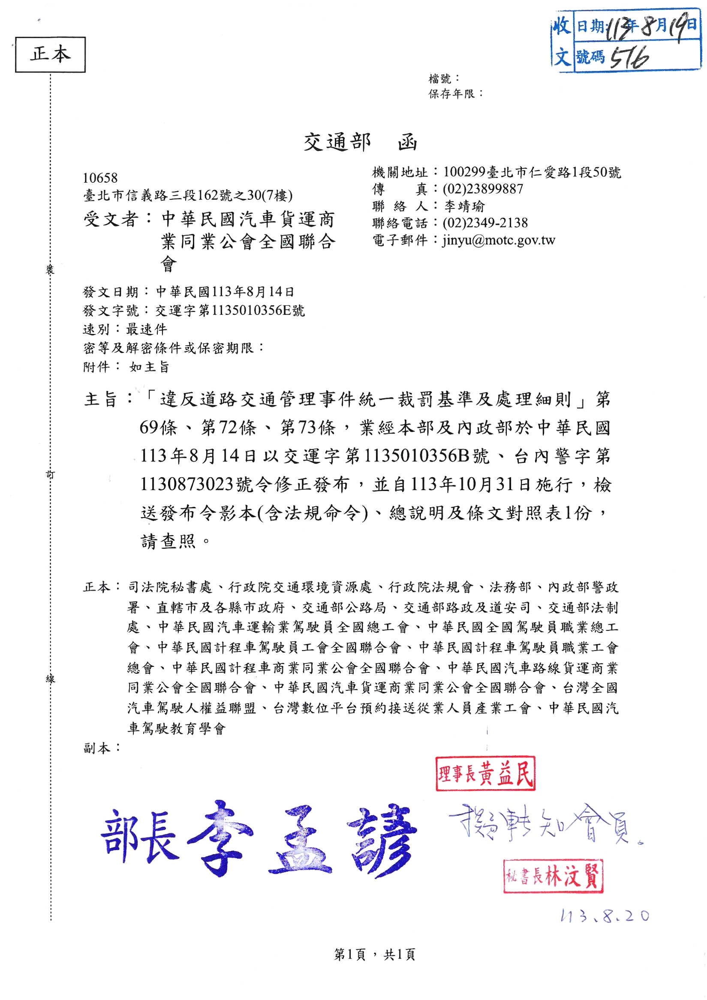 收文 日期:113年8月19日
號碼 516
正本
檔號：
保存年限：
交通部　函
10658
臺北市信義路三段162號之30(7樓)
受文者：中華民國汽車貨運商
業同業公會全國聯合
會
機關地址：100299臺北市仁愛路1段50號
傳　　真：(02)23899887
聯 絡 人：李靖瑜
聯絡電話：(02)2349-2138
電子郵件：jinyu@motc.gov.tw
發文日期：中華民國113年8月14日
發文字號：交運字第1135010356E號
速別：最速件
密等及解密條件或保密期限：
附件： 如主旨
主旨：「違反道路交通管理事件統一裁罰基準及處理細則」第
69條、第72條、第73條，業經本部及內政部於中華民國
113年8月14日以交運字第1135010356B號、台內警字第
1130873023號令修正發布，並自113年10月31日施行，檢
送發布令影本(含法規命令)、總說明及條文對照表1份，
請查照。
正本：司法院秘書處、行政院交通環境資源處、行政院法規會、法務部、內政部警政
署、直轄市及各縣市政府、交通部公路局、交通部路政及道安司、交通部法制
處、中華民國汽車運輸業駕駛員全國總工會、中華民國全國駕駛員職業總工
會、中華民國計程車駕駛員工會全國聯合會、中華民國計程車駕駛員職業工會
總會、中華民國計程車商業同業公會全國聯合會、中華民國汽車路線貨運商業
同業公會全國聯合會、中華民國汽車貨運商業同業公會全國聯合會、台灣全國
汽車駕駛人權益聯盟、台灣數位平台預約接送從業人員產業工會、中華民國汽
車駕駛教育學會
副本：
理事長黃益民
部長李孟諺
擬轉知會員。
秘書長林汶賢
113、8、20
裝
訂
線
第1頁，共1頁